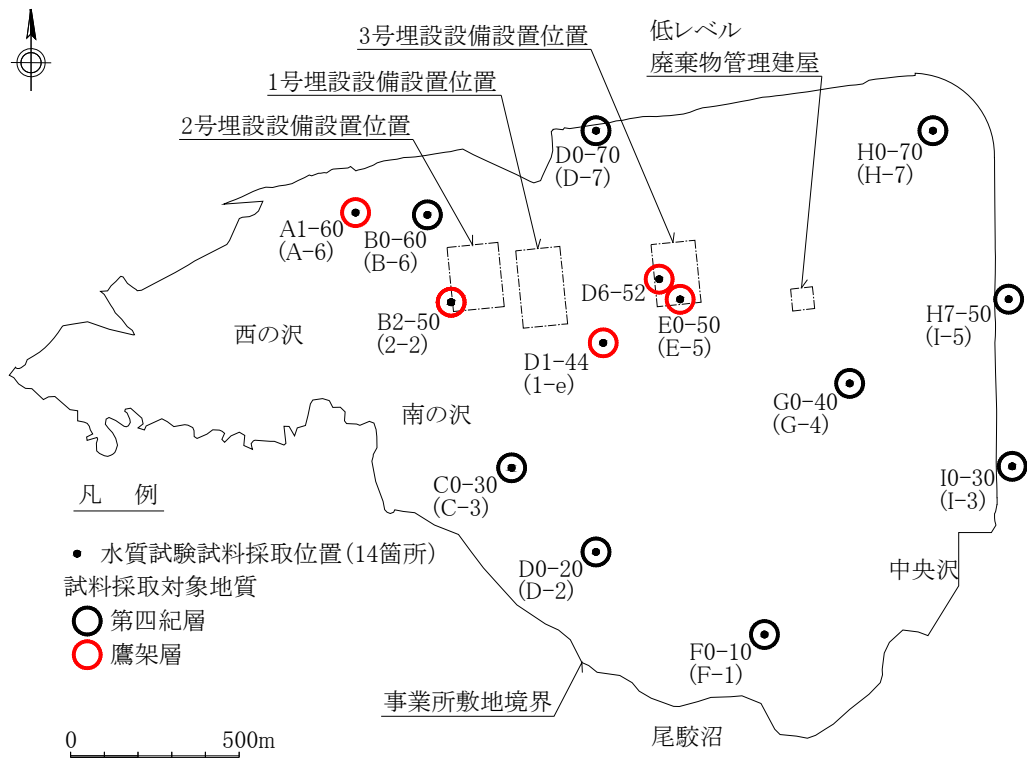 3号埋設設備設置位置
低レベル
廃棄物管理建屋
1号埋設設備設置位置
2号埋設設備設置位置
D0-70
(D-7)
H0-70
(H-7)
A1-60
(A-6)
B0-60
(B-6)
D6-52
B2-50
(2-2)
E0-50
(E-5)
H7-50
(I-5)
西の沢
D1-44
(1-e)
G0-40
(G-4)
南の沢
C0-30
(C-3)
I0-30
(I-3)
凡 例
水質試験試料採取位置(14箇所)
試料採取対象地質
第四紀層
鷹架層
D0-20
(D-2)
中央沢
F0-10
(F-1)
事業所敷地境界
尾駮沼
0 500m